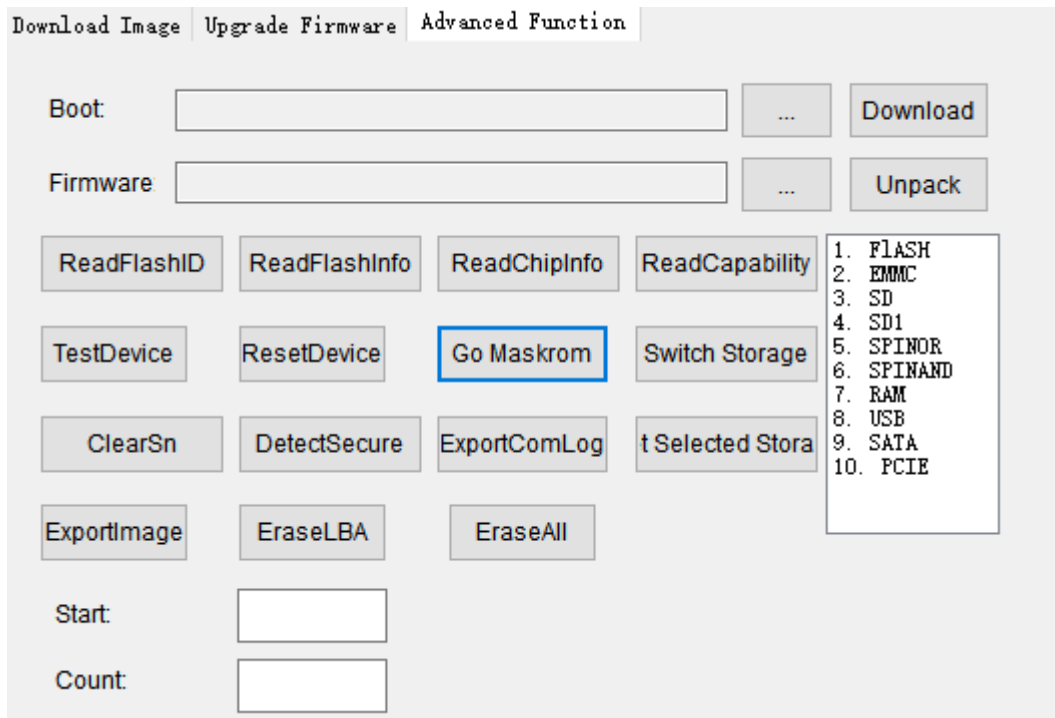 Download Image Upgrade Firmware Advanced Function
Boot: ... Download
Firmware: ... Unpack
ReadFlashID ReadFlashInfo ReadChipInfo ReadCapability
TestDevice ResetDevice Go Maskrom Switch Storage
ClearSn DetectSecure ExportComLog t Selected Stora
ExportImage EraseLBA EraseAll
1. FlASH
2. EMMC
3. SD
4. SD1
5. SPINOR
6. SPINAND
7. RAM
8. USB
9. SATA
10. PCIE
Start:
Count: